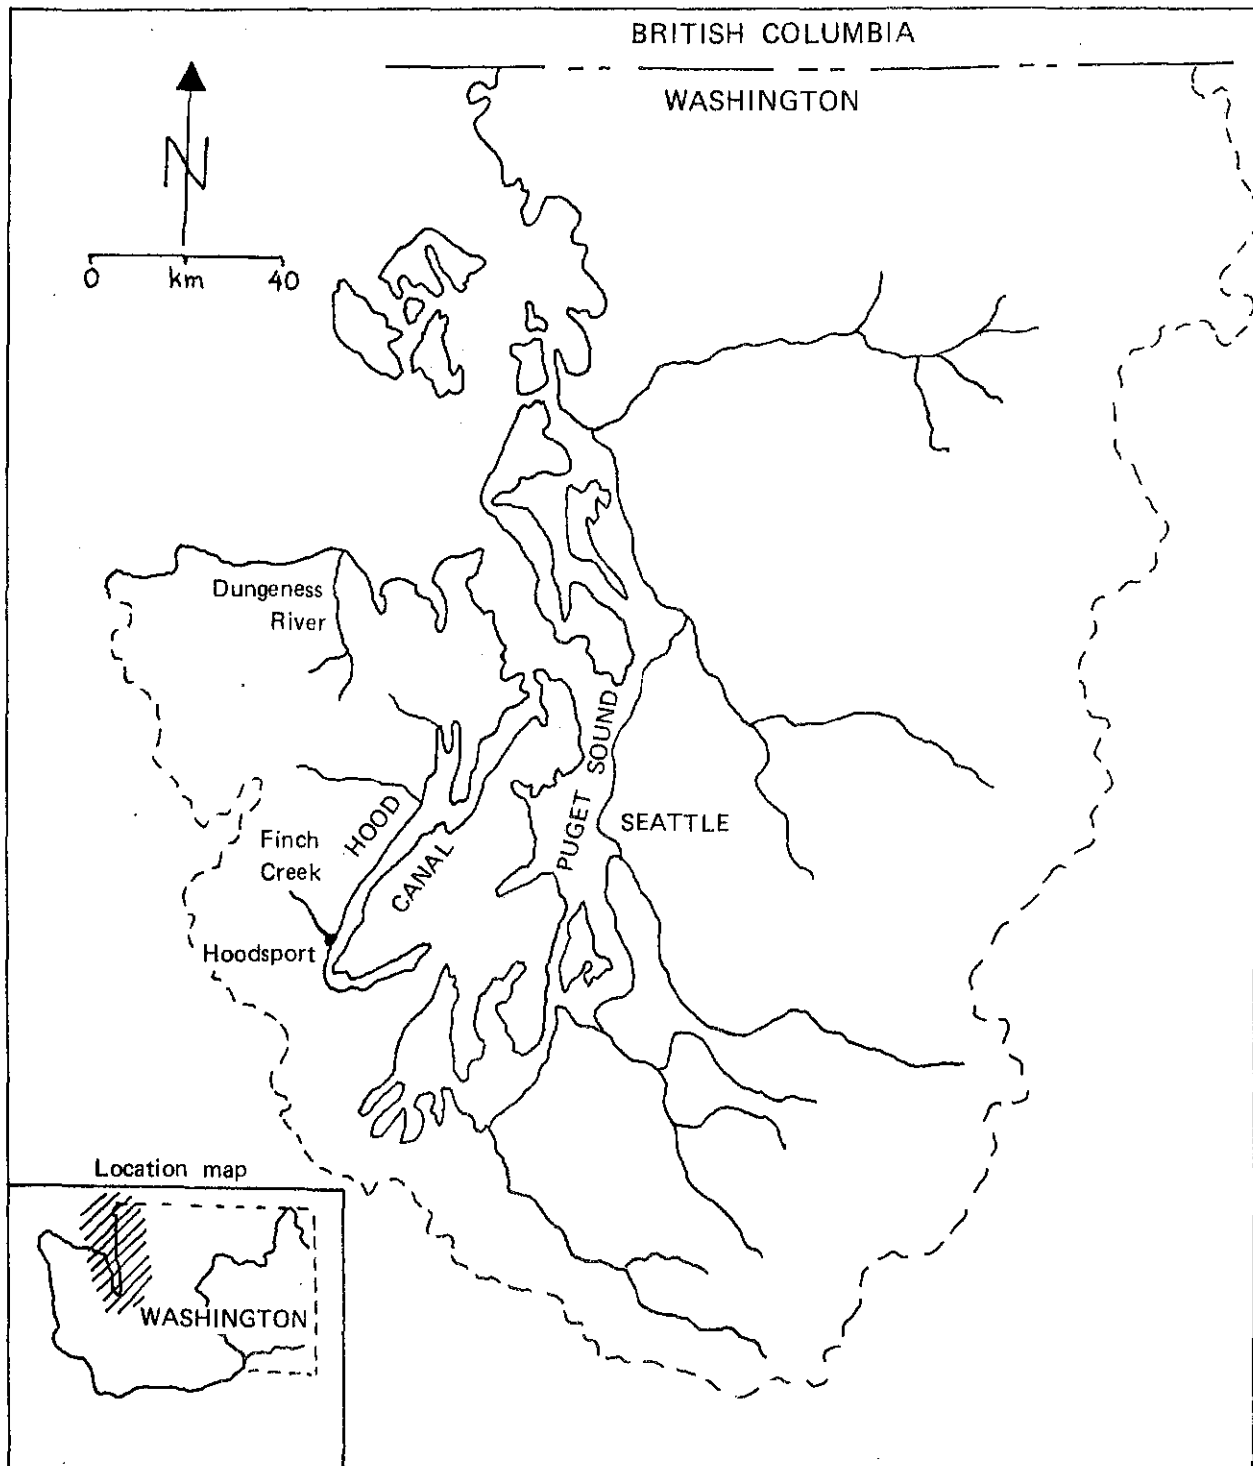 BRITISH COLUMBIA
WASHINGTON
N
0 km 40
Dungeness
River
HOOD
CANAL
PUGET SOUND
SEATTLE
Finch
Creek
Hoodsport
Location map
WASHINGTON